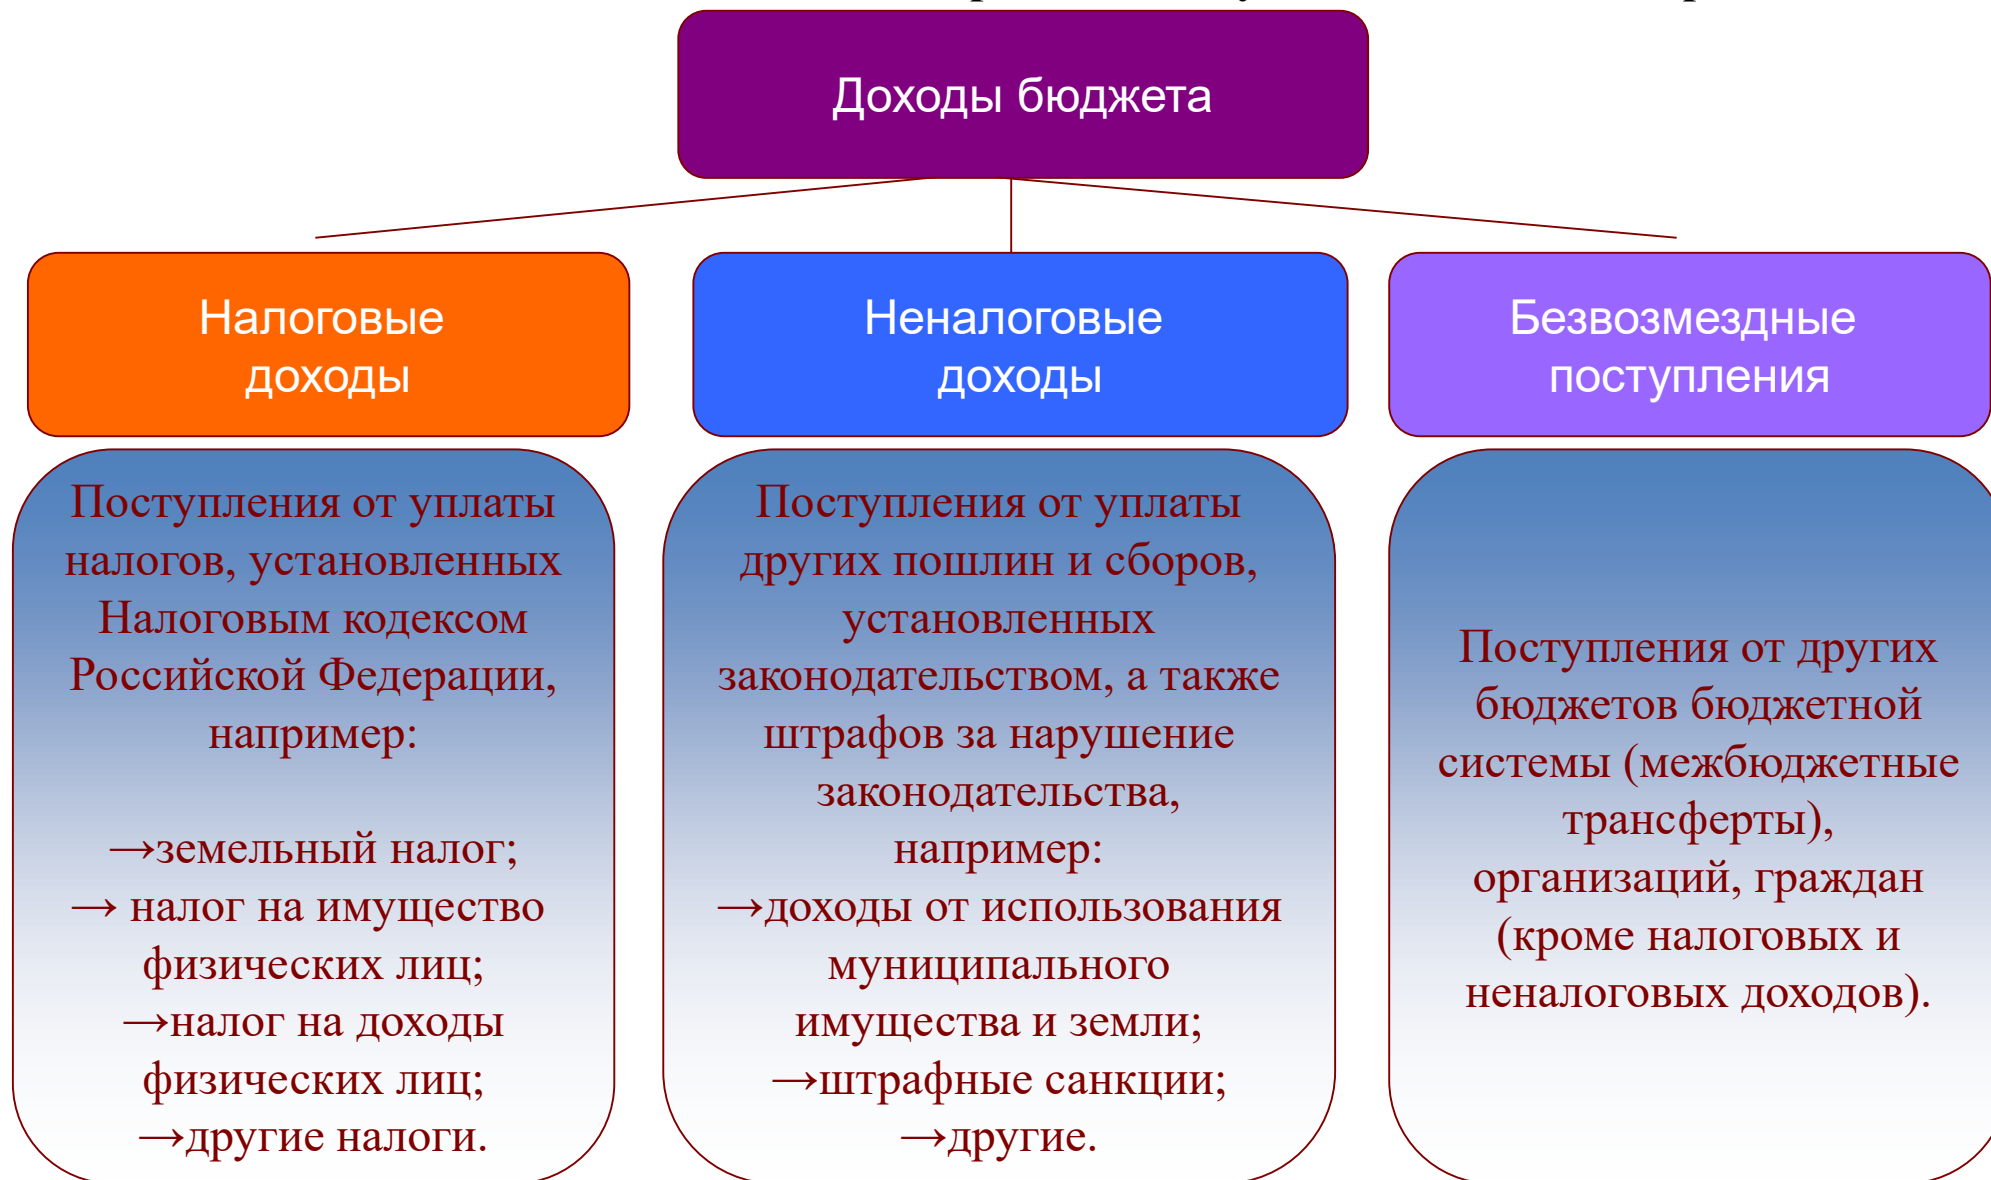 Доходы бюджета
Налоговые
доходы
Неналоговые
доходы
Безвозмездные
поступления
Поступления от уплаты
налогов, установленных
Налоговым кодексом
Российской Федерации,
например:
→земельный налог;
→ налог на имущество
физических лиц;
→налог на доходы
физических лиц;
→другие налоги.
Поступления от уплаты
других пошлин и сборов,
установленных
законодательством, а также
штрафов за нарушение
законодательства,
например:
→доходы от использования
муниципального
имущества и земли;
→штрафные санкции;
→другие.
Поступления от других
бюджетов бюджетной
системы (межбюджетные
трансферты),
организаций, граждан
(кроме налоговых и
неналоговых доходов).